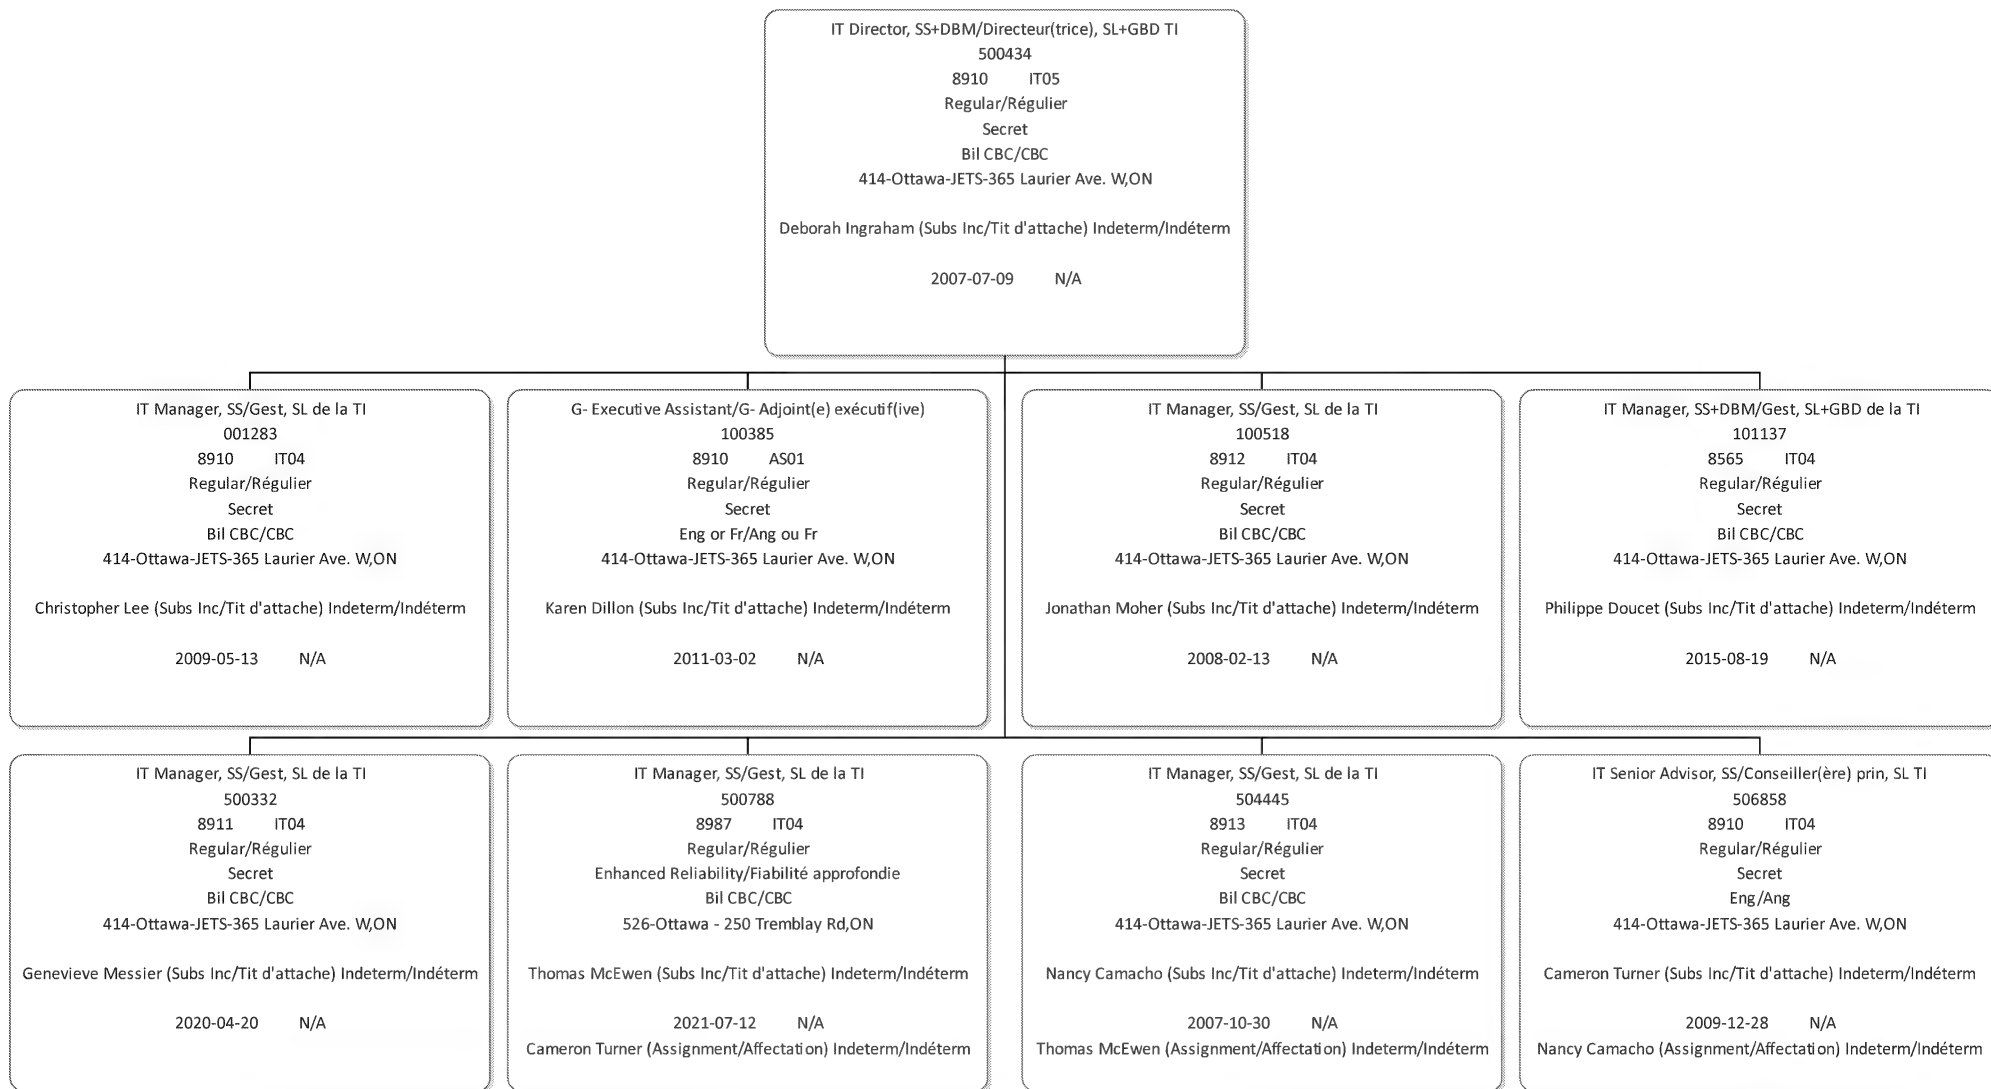 IT Director, SS+DBM/Directeur(trice), SL+GBD TI
500434
8910 IT05
Regular/Régulier
Secret
Bil CBC/CBC
414-Ottawa-JETS-365 Laurier Ave. W,ON
Deborah Ingraham (Subs Inc/Tit d'attache) Indeterm/Indéterm
2007-07-09 N/A
IT Manager, SS/Gest, SL de la TI
001283
8910 IT04
Regular/Régulier
Secret
Bil CBC/CBC
414-Ottawa-JETS-365 Laurier Ave. W,ON
Christopher Lee (Subs Inc/Tit d'attache) Indeterm/Indéterm
2009-05-13 N/A
G- Executive Assistant/G- Adjoint(e) exécutif(ive)
100385
8910 AS01
Regular/Régulier
Secret
Eng or Fr/Ang ou Fr
414-Ottawa-JETS-365 Laurier Ave. W,ON
Karen Dillon (Subs Inc/Tit d'attache) Indeterm/Indéterm
2011-03-02 N/A
IT Manager, SS/Gest, SL de la TI
100518
8912 IT04
Regular/Régulier
Secret
Bil CBC/CBC
414-Ottawa-JETS-365 Laurier Ave. W,ON
Jonathan Moher (Subs Inc/Tit d'attache) Indeterm/Indéterm
2008-02-13 N/A
IT Manager, SS+DBM/Gest, SL+GBD de la TI
101137
8565 IT04
Regular/Régulier
Secret
Bil CBC/CBC
414-Ottawa-JETS-365 Laurier Ave. W,ON
Philippe Doucet (Subs Inc/Tit d'attache) Indeterm/Indéterm
2015-08-19 N/A
IT Manager, SS/Gest, SL de la TI
500332
8911 IT04
Regular/Régulier
Secret
Bil CBC/CBC
414-Ottawa-JETS-365 Laurier Ave. W,ON
Genevieve Messier (Subs Inc/Tit d'attache) Indeterm/Indéterm
2020-04-20 N/A
IT Manager, SS/Gest, SL de la TI
500788
8987 IT04
Regular/Régulier
Enhanced Reliability/Fiabilité approfondie
Bil CBC/CBC
526-Ottawa - 250 Tremblay Rd,ON
Thomas McEwen (Subs Inc/Tit d'attache) Indeterm/Indéterm
2021-07-12 N/A
Cameron Turner (Assignment/Affectation) Indeterm/Indéterm
IT Manager, SS/Gest, SL de la TI
504445
8913 IT04
Regular/Régulier
Secret
Bil CBC/CBC
414-Ottawa-JETS-365 Laurier Ave. W,ON
Nancy Camacho (Subs Inc/Tit d'attache) Indeterm/Indéterm
2007-10-30 N/A
Thomas McEwen (Assignment/Affectation) Indeterm/Indéterm
IT Senior Advisor, SS/Conseiller(ère) prin, SL TI
506858
8910 IT04
Regular/Régulier
Secret
Eng/Ang
414-Ottawa-JETS-365 Laurier Ave. W,ON
Cameron Turner (Subs Inc/Tit d'attache) Indeterm/Indéterm
2009-12-28 N/A
Nancy Camacho (Assignment/Affectation) Indeterm/Indéterm